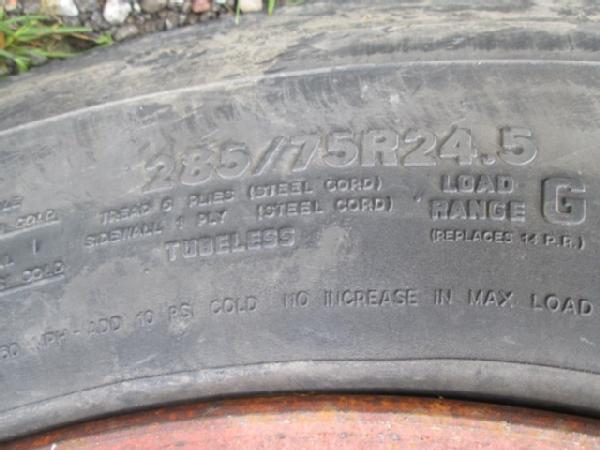 285/75R24.5
TREAD 6 PLIES (STEEL CORD)
SIDEWALL 1 PLY (STEEL CORD)
TUBELESS
LOAD
RANGE G
(REPLACES 14 P.R.)
COLD
COLD
MPH - ADD 10 PSI COLD NO INCREASE IN MAX LOAD